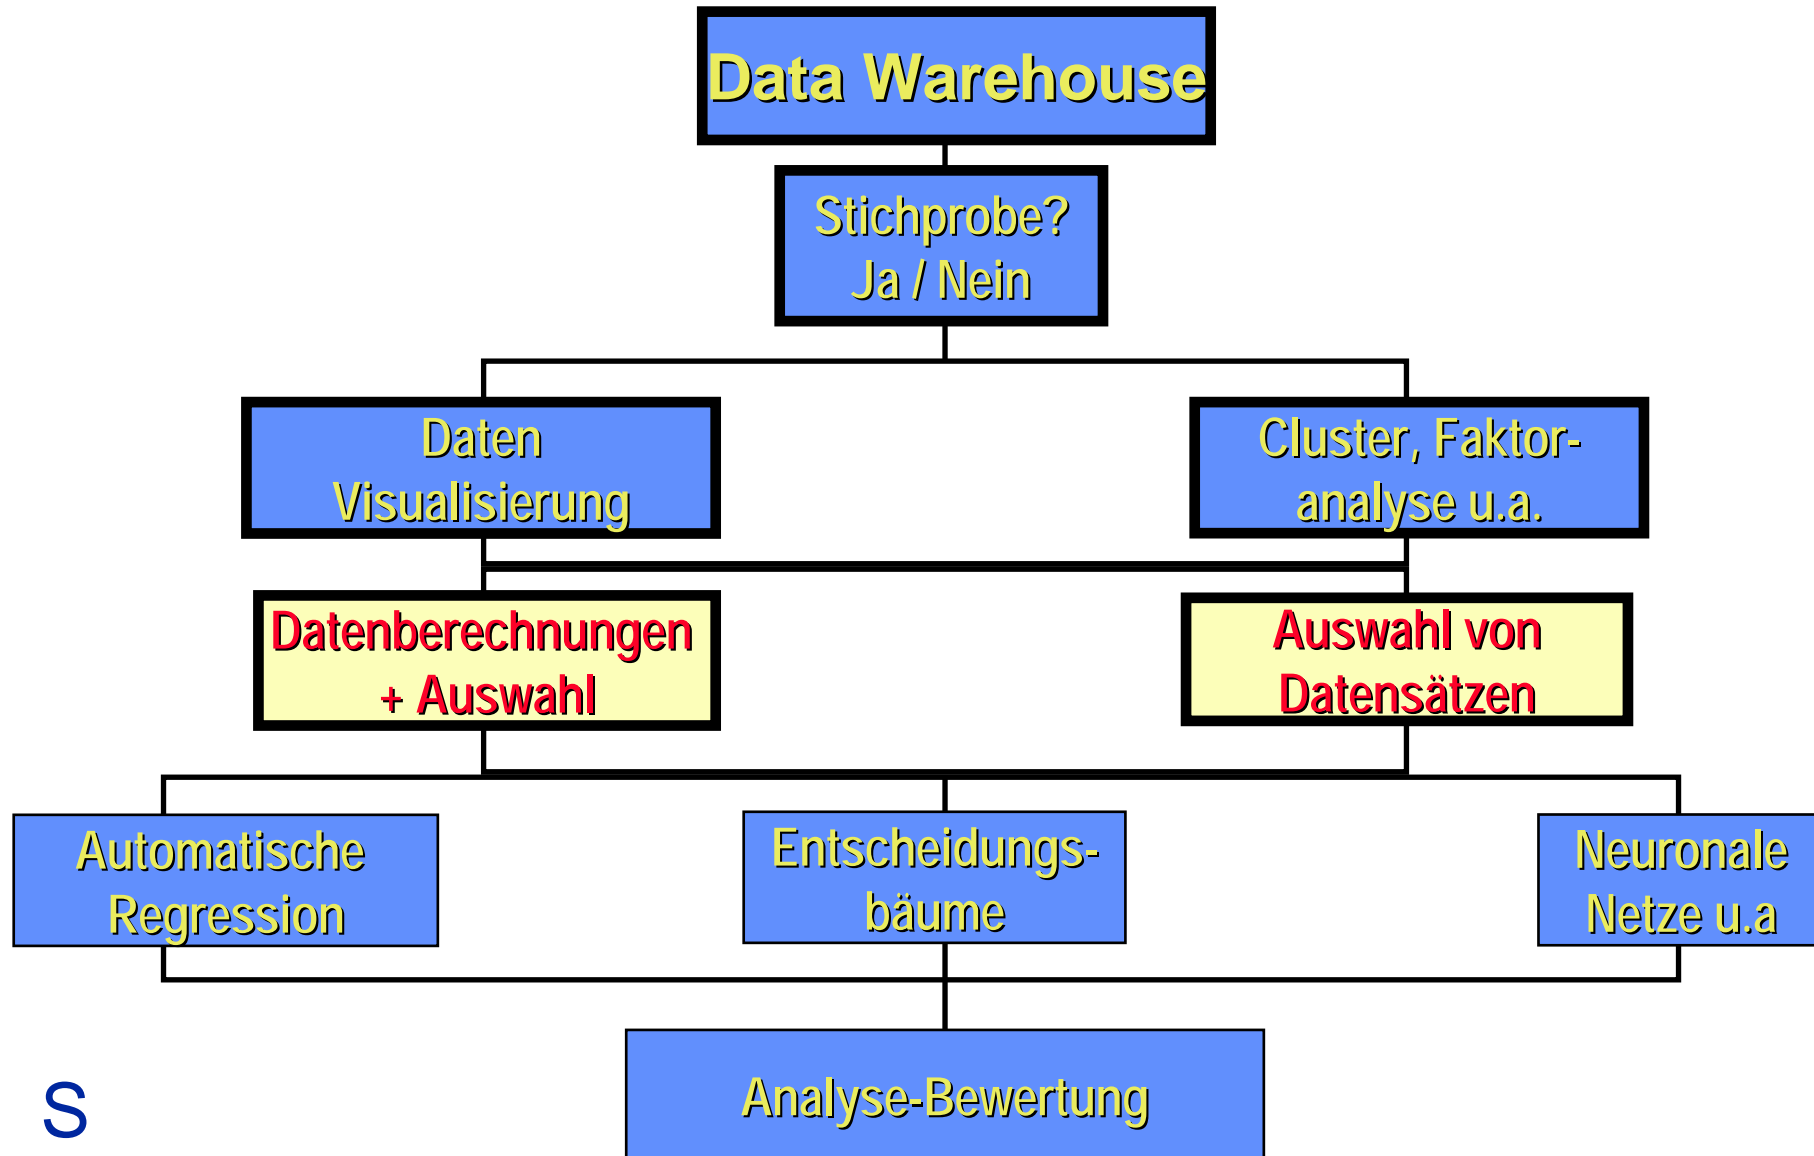 Data Warehouse
Stichprobe?
Ja / Nein
Daten
Visualisierung
Cluster, Faktor-
analyse u.a.
Datenberechnungen
+ Auswahl
Auswahl von
Datensätzen
Automatische
Regression
Entscheidungs-
bäume
Neuronale
Netze u.a
Analyse-Bewertung
S